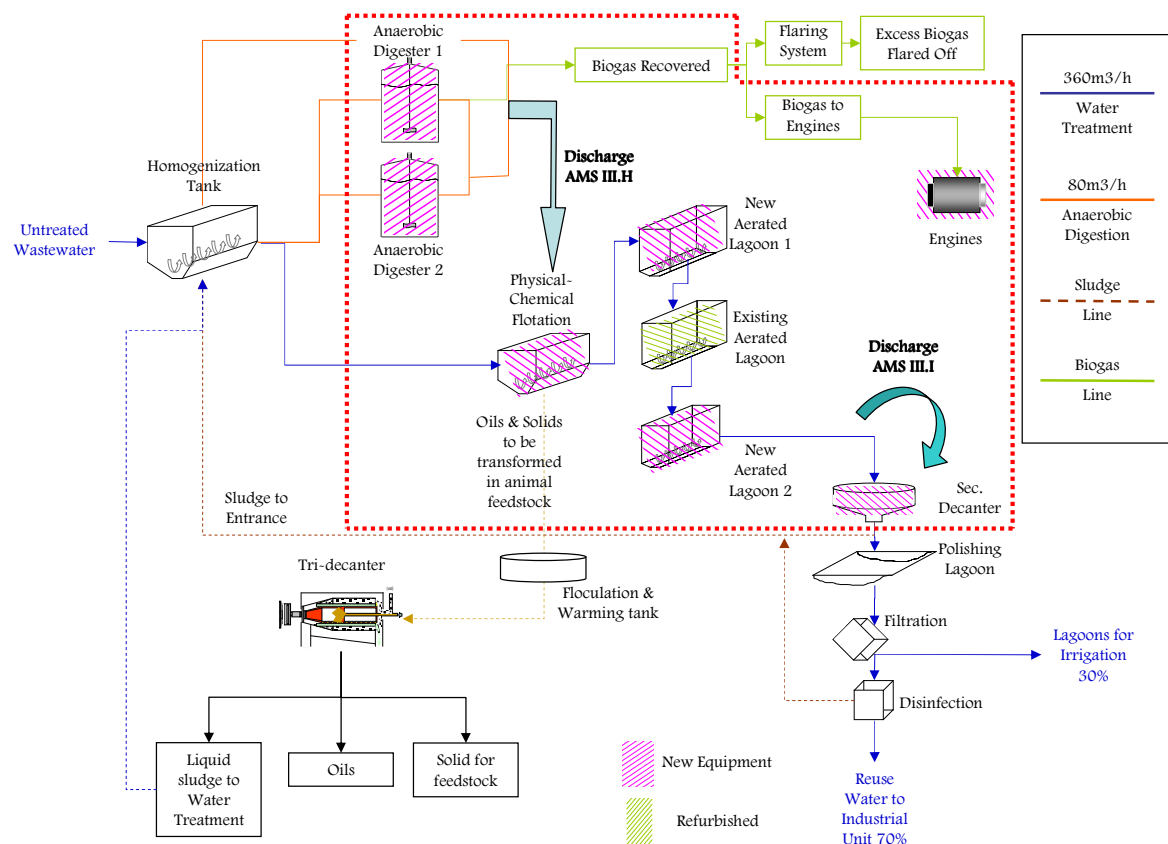 Anaerobic
Digester 1
Flaring
System
Excess Biogas
Flared Off
Biogas Recovered
Biogas to
Engines
Homogenization
Tank
Discharge
AMS III.H
Untreated
Wastewater
Anaerobic
Digester 2
New
Aerated
Lagoon 1
Engines
Physical-
Chemical
Flotation
Existing
Aerated
Lagoon
Discharge
AMS III.I
Oils & Solids
to be
transformed
in animal
feedstock
New
Aerated
Lagoon 2
Sec.
Decanter
Sludge to
Entrance
Polishing
Lagoon
Tri-decanter
Floculation &
Warming tank
Filtration
Lagoons for
Irrigation
30%
Disinfection
Liquid
sludge to
Water
Treatment
Oils
Solid for
feedstock
New Equipment
Refurbished
Reuse
Water to
Industrial
Unit 70%
360m3/h
Water
Treatment
80m3/h
Anaerobic
Digestion
Sludge
Line
Biogas
Line